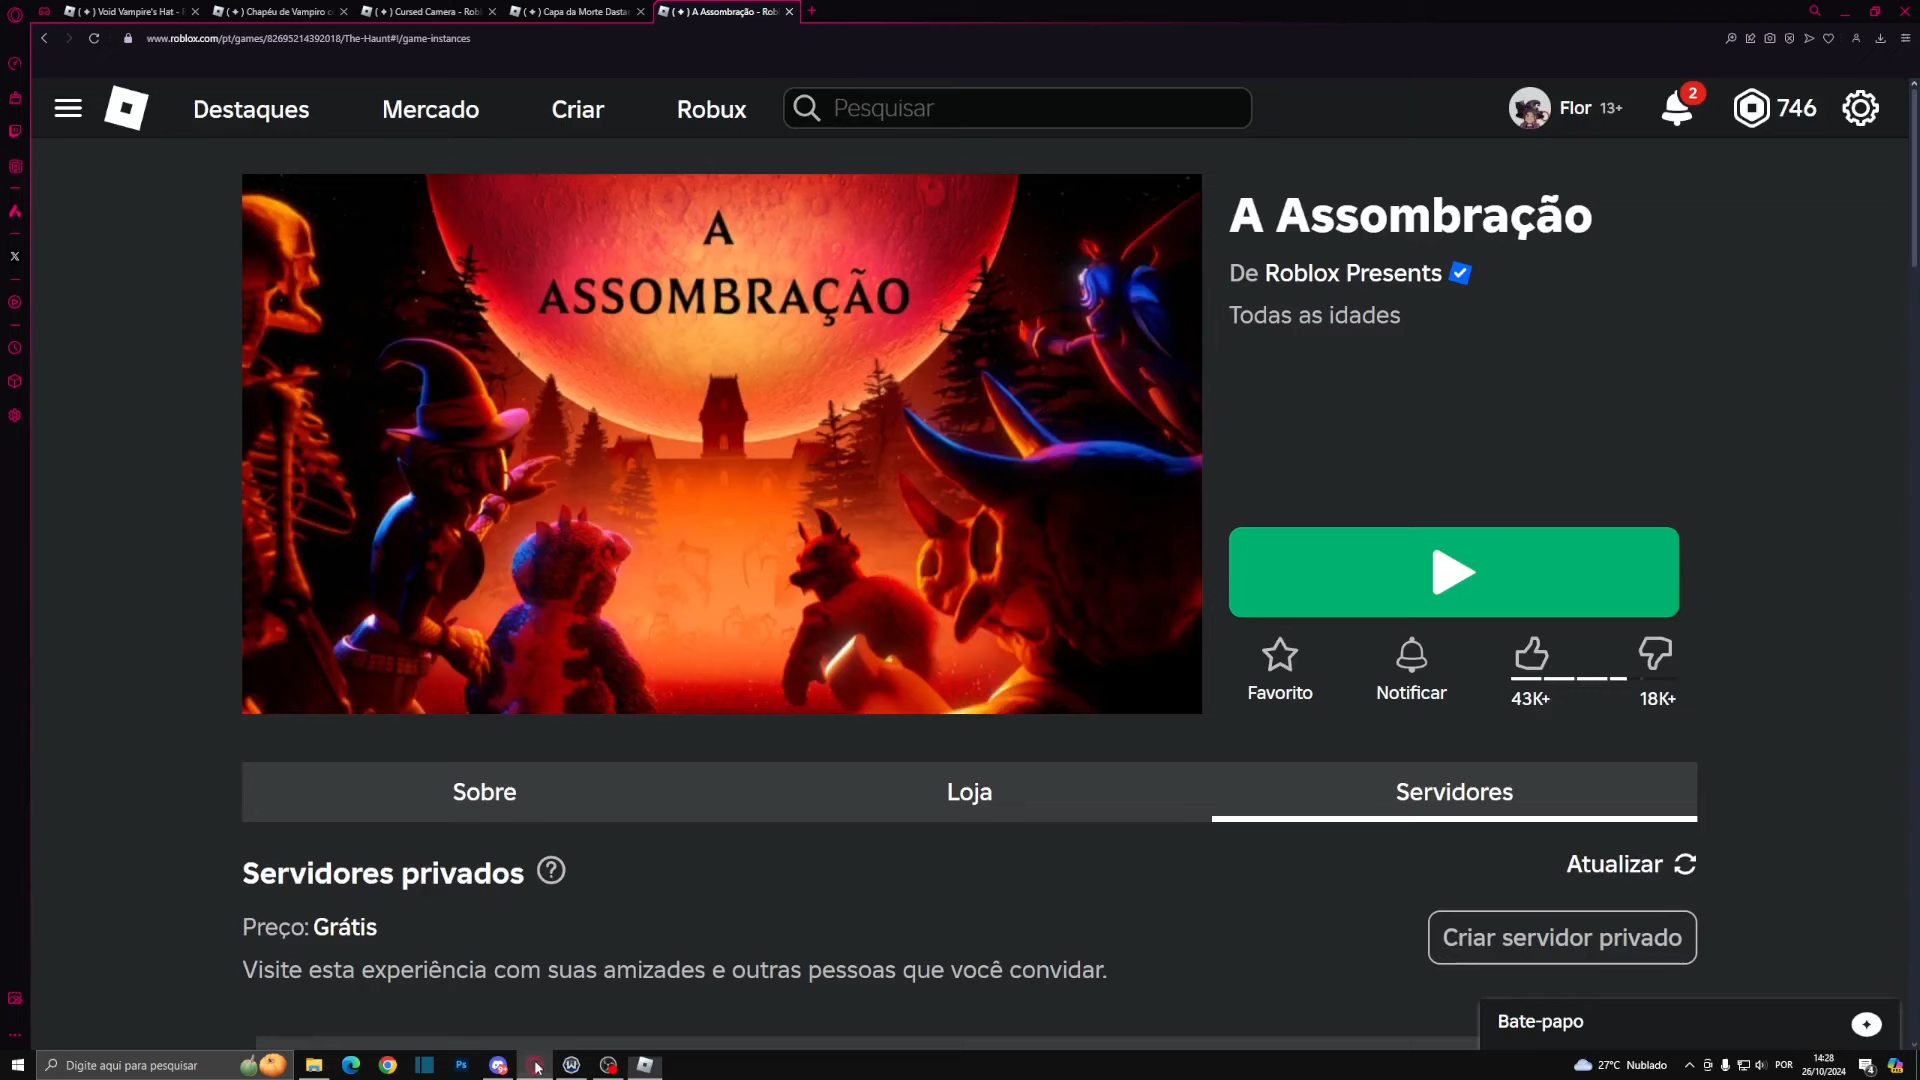 ( ✦ ) Void Vampire's Hat - F
( ✦ ) Chapéu de Vampiro c
( ✦ ) Cursed Camera - Robl
( ✦ ) Capa da Morte Dasta
( ✦ ) A Assombração - Robl
www.roblox.com/pt/games/82695214392018/The-Haunt#!/game-instances
Destaques
Mercado
Criar
Robux
Pesquisar
Flor 13+
2
746
A
ASSOMBRAÇÃO
A Assombração
De Roblox Presents
Todas as idades
Favorito
Notificar
43K+
18K+
Sobre
Loja
Servidores
Servidores privados ?
Atualizar
Preço: Grátis
Criar servidor privado
Visite esta experiência com suas amizades e outras pessoas que você convidar.
Bate-papo
Digite aqui para pesquisar
Ps
27°C Nublado
POR
14:28
26/10/2024
4